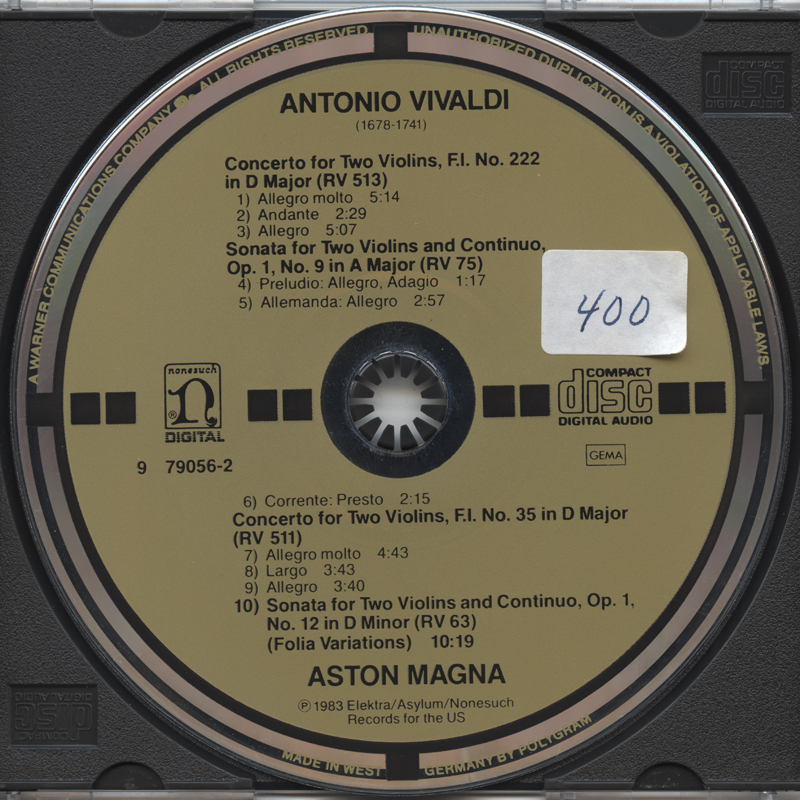 A WARNER COMMUNICATIONS COMPANY ALL RIGHTS RESERVED
UNAUTHORIZED DUPLICATION IS A VIOLATION OF APPLICABLE LAWS.
COMPACT
disc
DIGITAL AUDIO
ANTONIO VIVALDI
(1678-1741)
Concerto for Two Violins, F.I. No. 222
in D Major (RV 513)
1) Allegro molto 5:14
2) Andante 2:29
3) Allegro 5:07
Sonata for Two Violins and Continuo,
Op. 1, No. 9 in A Major (RV 75)
4) Preludio: Allegro, Adagio 1:17
5) Allemanda: Allegro 2:57
400
nonesuch
n
®
DIGITAL
COMPACT
disc
DIGITAL AUDIO
9 79056-2
GEMA
6) Corrente: Presto 2:15
Concerto for Two Violins, F.I. No. 35 in D Major
(RV 511)
7) Allegro molto 4:43
8) Largo 3:43
9) Allegro 3:40
10) Sonata for Two Violins and Continuo, Op. 1,
No. 12 in D Minor (RV 63)
(Folia Variations) 10:19
ASTON MAGNA
℗ 1983 Elektra/Asylum/Nonesuch
Records for the US
MADE IN WEST GERMANY BY POLYGRAM
COMPACT
disc
DIGITAL AUDIO